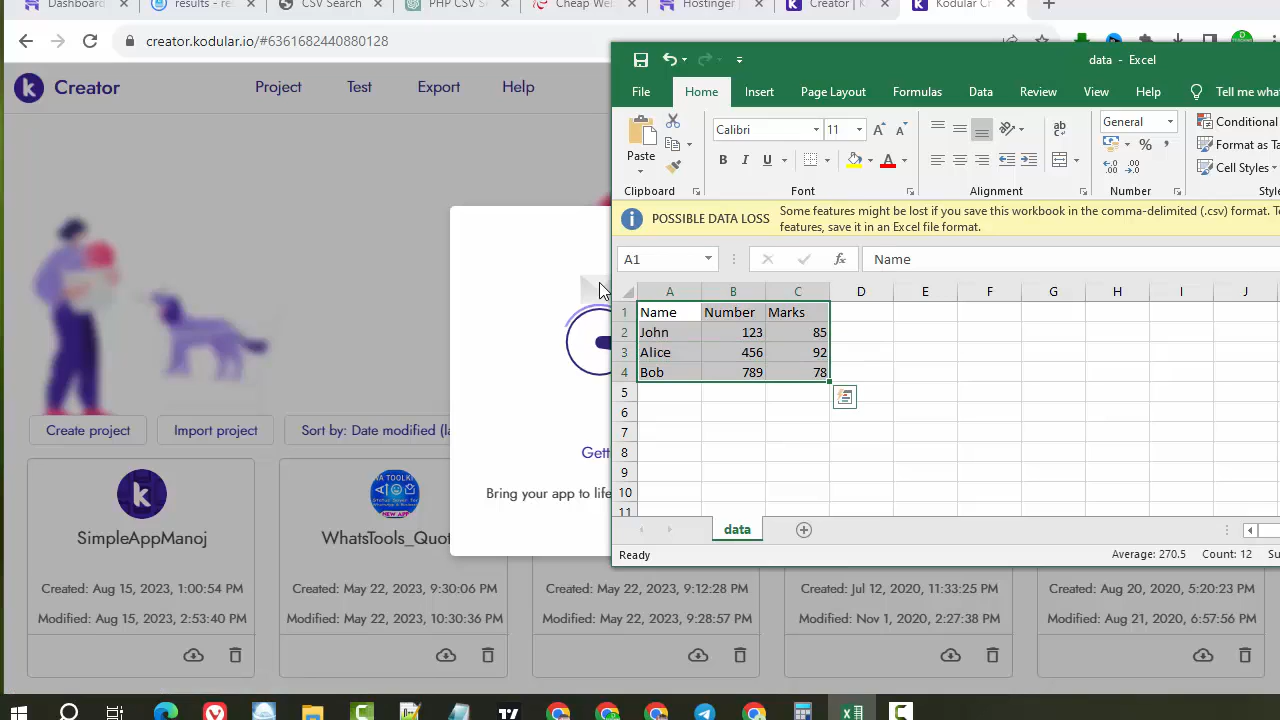 Dashboard
results - res
CSV Search
PHP CSV S
Cheap Web
Hostinger
Creator | K
Kodular Cr
creator.kodular.io/#6361682440880128
Creator
Project
Test
Export
Help
data - Excel
File
Home
Insert
Page Layout
Formulas
Data
Review
View
Help
Tell me what
Paste
Calibri
11
General
Conditional
Format as Ta
Cell Styles
Clipboard
Font
Alignment
Number
POSSIBLE DATA LOSS
Some features might be lost if you save this workbook in the comma-delimited (.csv) format. To
features, save it in an Excel file format.
A1
Name
A B C D E F G H I J
1 Name Number Marks
2 John 123 85
3 Alice 456 92
4 Bob 789 78
5
6
7
8
9
10
11
data
Ready
Average: 270.5
Count: 12
Su
Gett
Bring your app to life
Create project
Import project
Sort by: Date modified (la
SimpleAppManoj
WhatsTools_Quot
WA TOOLKI
NEW APP
Created: Aug 15, 2023, 1:00:54 PM
Modified: Aug 15, 2023, 2:53:40 PM
Created: May 22, 2023, 9:30:06 PM
Modified: May 22, 2023, 10:30:36 PM
Created: May 22, 2023, 9:12:28 PM
Modified: May 22, 2023, 9:28:57 PM
Created: Jul 12, 2020, 11:33:25 PM
Modified: Nov 1, 2020, 2:27:38 PM
Created: Aug 20, 2020, 5:20:23 PM
Modified: Aug 21, 2020, 6:57:56 PM